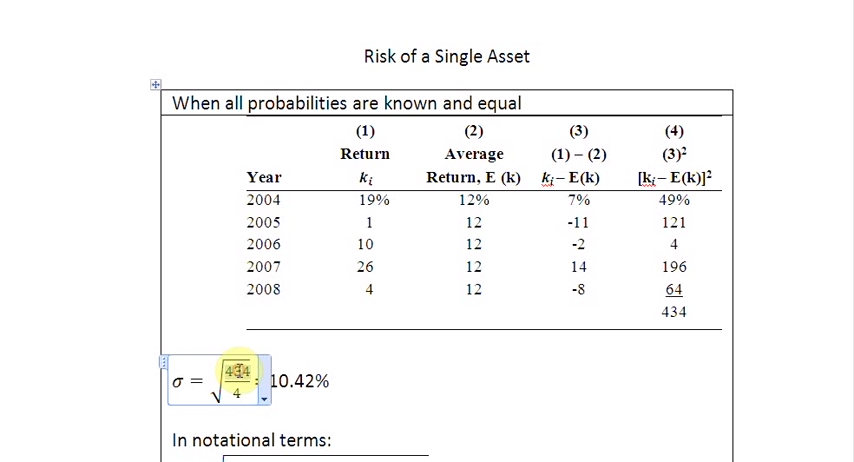 Risk of a Single Asset
When all probabilities are known and equal
(1) (2) (3) (4)
Return Average (1) – (2) (3)²
Year kᵢ Return, E (k) kᵢ – E(k) [kᵢ – E(k)]²
2004 19% 12% 7% 49%
2005 1 12 -11 121
2006 10 12 -2 4
2007 26 12 14 196
2008 4 12 -8 64
434
σ = √(434/4) = 10.42%
In notational terms: